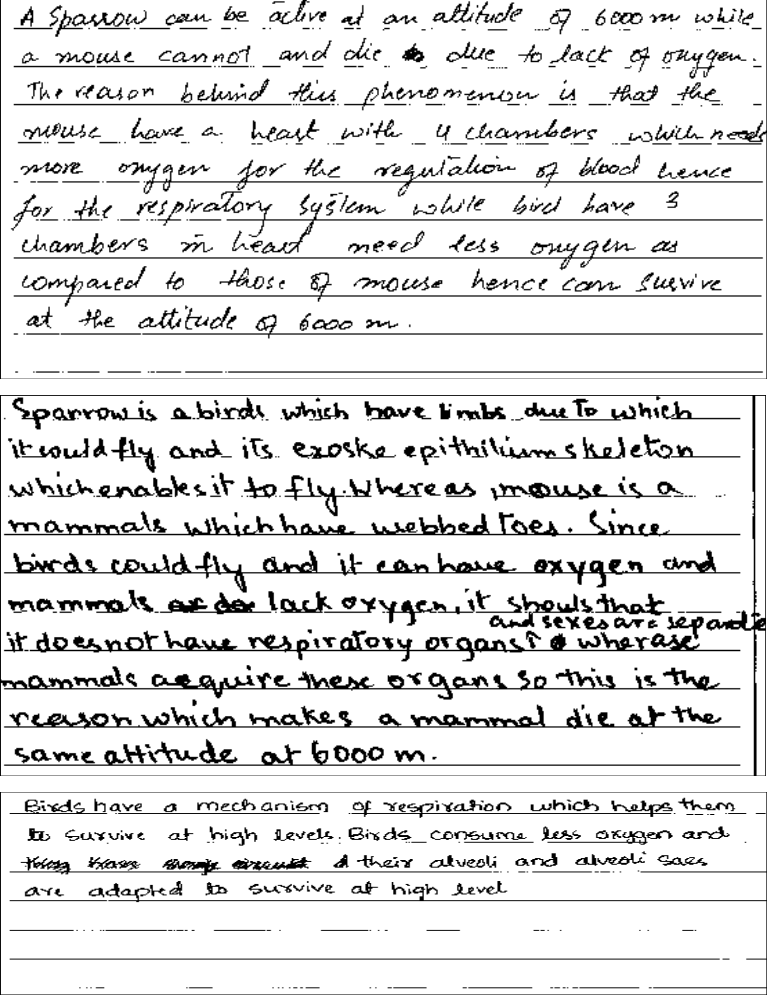 A Sparrow can be active at an attitude of 6000 m while
a mouse cannot and die due to lack of oxygen.
The reason behind this phenomenon is that the
mouse have a heart with 4 chambers which needs
more oxygen for the regulation of blood hence
for the respiratory system while bird have 3
chambers in heart need less oxygen as
compared to those of mouse hence can survive
at the attitude of 6000 m.
Sparrow is a birds which have limbs due To which
it could fly and its exoske epithilium skeleton
which enables it to fly. Whereas, mouse is a
mammals which have webbed Toes. Since
birds could fly and it can have oxygen and
mammals lack oxygen, it shouls that
and sexes are separate
it does not have respiratory organs wherase
mammals acquire these organs so this is the
reason which makes a mammal die at the
same attitude at 6000 m.
Birds have a mechanism of respiration which helps them
to survive at high levels. Birds consume less oxygen and
their alveoli and alveoli sacs
are adapted to survive at high level